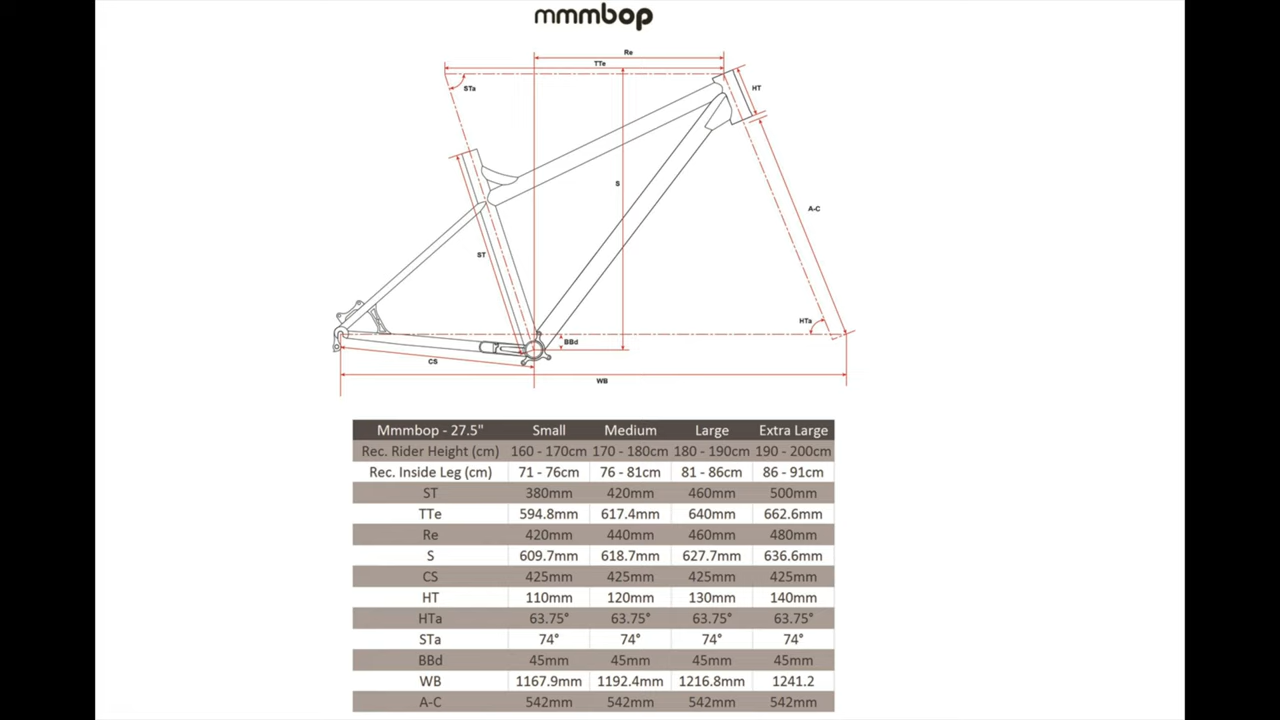 mmmbop
Re
TTe
STa
HT
S
A-C
ST
HTa
BBd
CS
WB
Mmmbop - 27.5" Small Medium Large Extra Large
Rec. Rider Height (cm) 160 - 170cm 170 - 180cm 180 - 190cm 190 - 200cm
Rec. Inside Leg (cm) 71 - 76cm 76 - 81cm 81 - 86cm 86 - 91cm
ST 380mm 420mm 460mm 500mm
TTe 594.8mm 617.4mm 640mm 662.6mm
Re 420mm 440mm 460mm 480mm
S 609.7mm 618.7mm 627.7mm 636.6mm
CS 425mm 425mm 425mm 425mm
HT 110mm 120mm 130mm 140mm
HTa 63.75° 63.75° 63.75° 63.75°
STa 74° 74° 74° 74°
BBd 45mm 45mm 45mm 45mm
WB 1167.9mm 1192.4mm 1216.8mm 1241.2
A-C 542mm 542mm 542mm 542mm